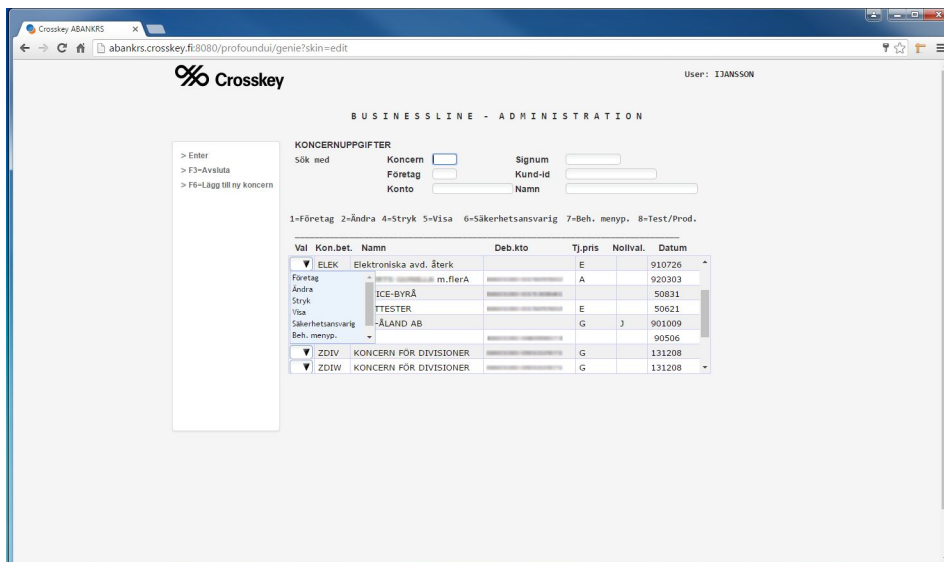 Crosskey ABANKRS
abankrs.crosskey.fi:8080/profoundui/genie?skin=edit
Crosskey
User: IJANSSON
BUSINESSLINE - ADMINISTRATION
> Enter
> F3=Avsluta
> F6=Lägg till ny koncern
KONCERNUPPGIFTER
Sök med Koncern Signum
Företag Kund-id
Konto Namn
1=Företag 2=Ändra 4=Stryk 5=Visa 6=Säkerhetsansvarig 7=Beh. menyp. 8=Test/Prod.
Val Kon.bet. Namn Deb.kto Tj.pris Nollval. Datum
ELEK Elektroniska avd. återk E 910726
m.flerA A 920303
ICE-BYRÅ 50831
TTESTER E 50621
-ÅLAND AB G J 901009
90506
Företag
Ändra
Stryk
Visa
Säkerhetsansvarig
Beh. menyp.
ZDIV KONCERN FÖR DIVISIONER G 131208
ZDIW KONCERN FÖR DIVISIONER G 131208